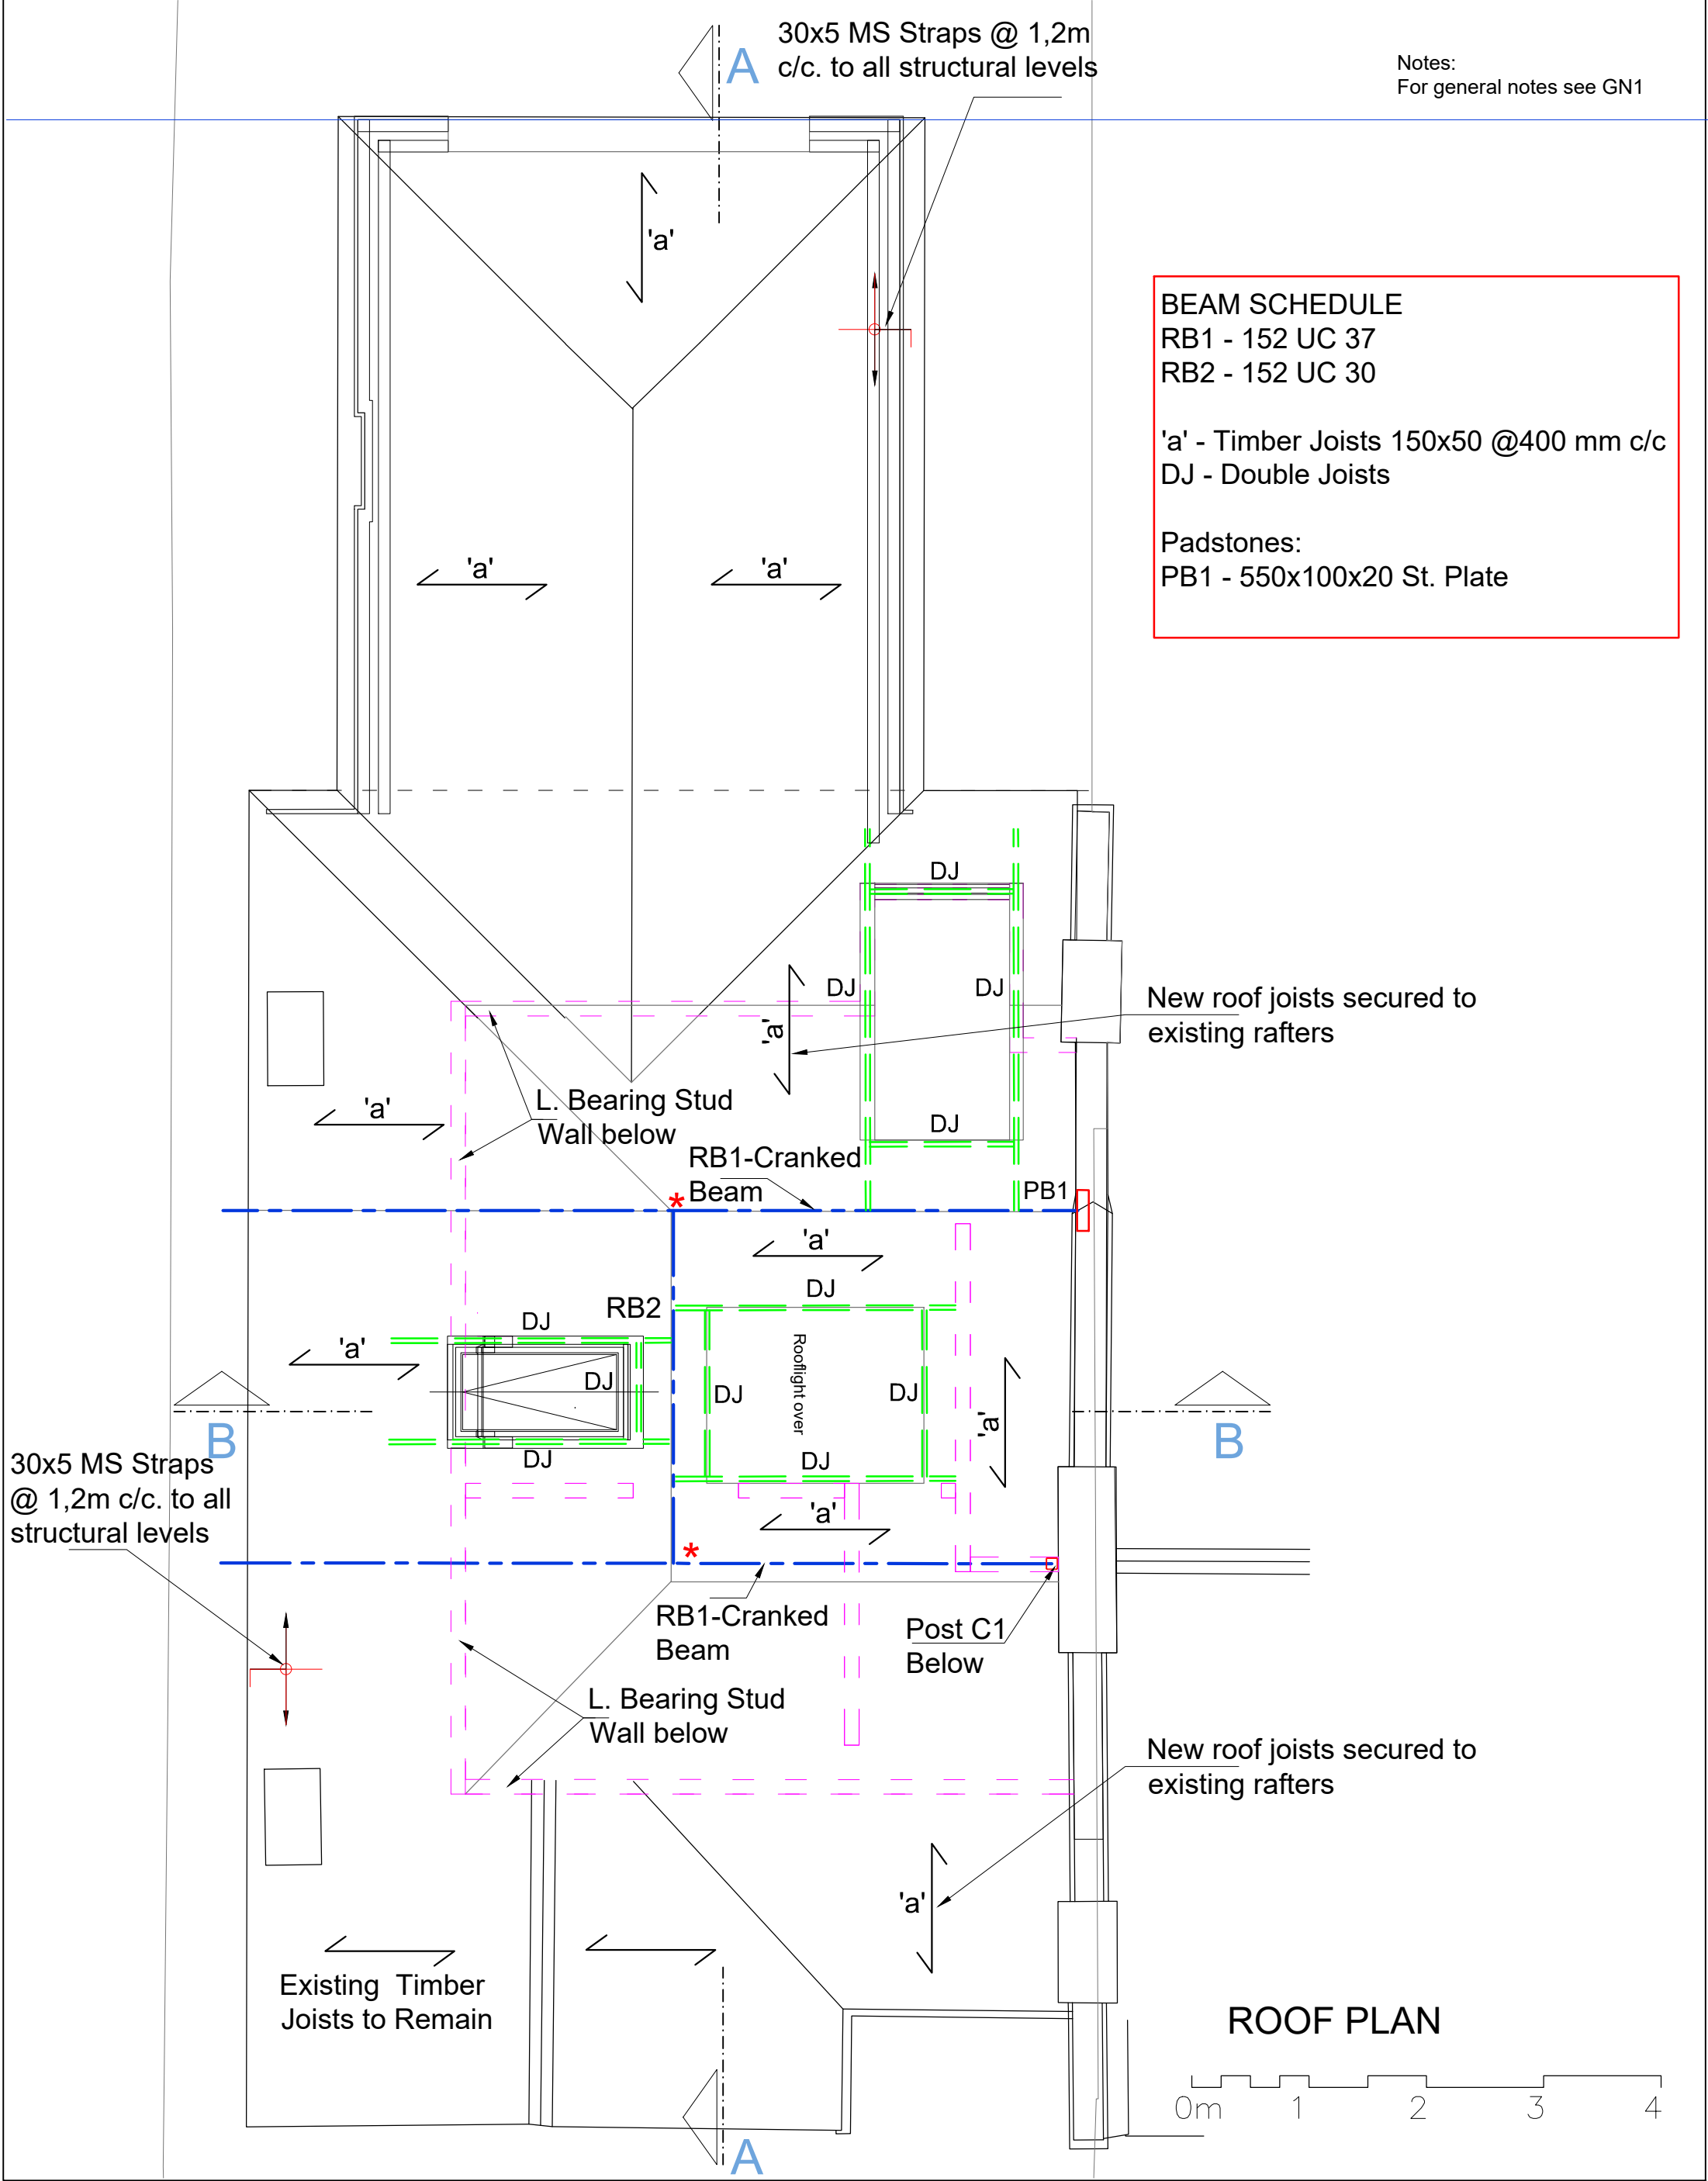 30x5 MS Straps @ 1,2m
c/c. to all structural levels
A
Notes:
For general notes see GN1
'a'
BEAM SCHEDULE
RB1 - 152 UC 37
RB2 - 152 UC 30
'a' - Timber Joists 150x50 @400 mm c/c
DJ - Double Joists
Padstones:
PB1 - 550x100x20 St. Plate
'a'
'a'
DJ
DJ
DJ
'a'
New roof joists secured to
existing rafters
'a'
L. Bearing Stud
Wall below
DJ
RB1-Cranked
Beam
PB1
*
'a'
DJ
RB2
DJ
'a'
Rooflight over
DJ
DJ
DJ
'a'
B
B
DJ
DJ
30x5 MS Straps
@ 1,2m c/c. to all
structural levels
'a'
*
RB1-Cranked
Beam
Post C1
Below
L. Bearing Stud
Wall below
New roof joists secured to
existing rafters
'a'
Existing Timber
Joists to Remain
ROOF PLAN
0m 1 2 3 4
A